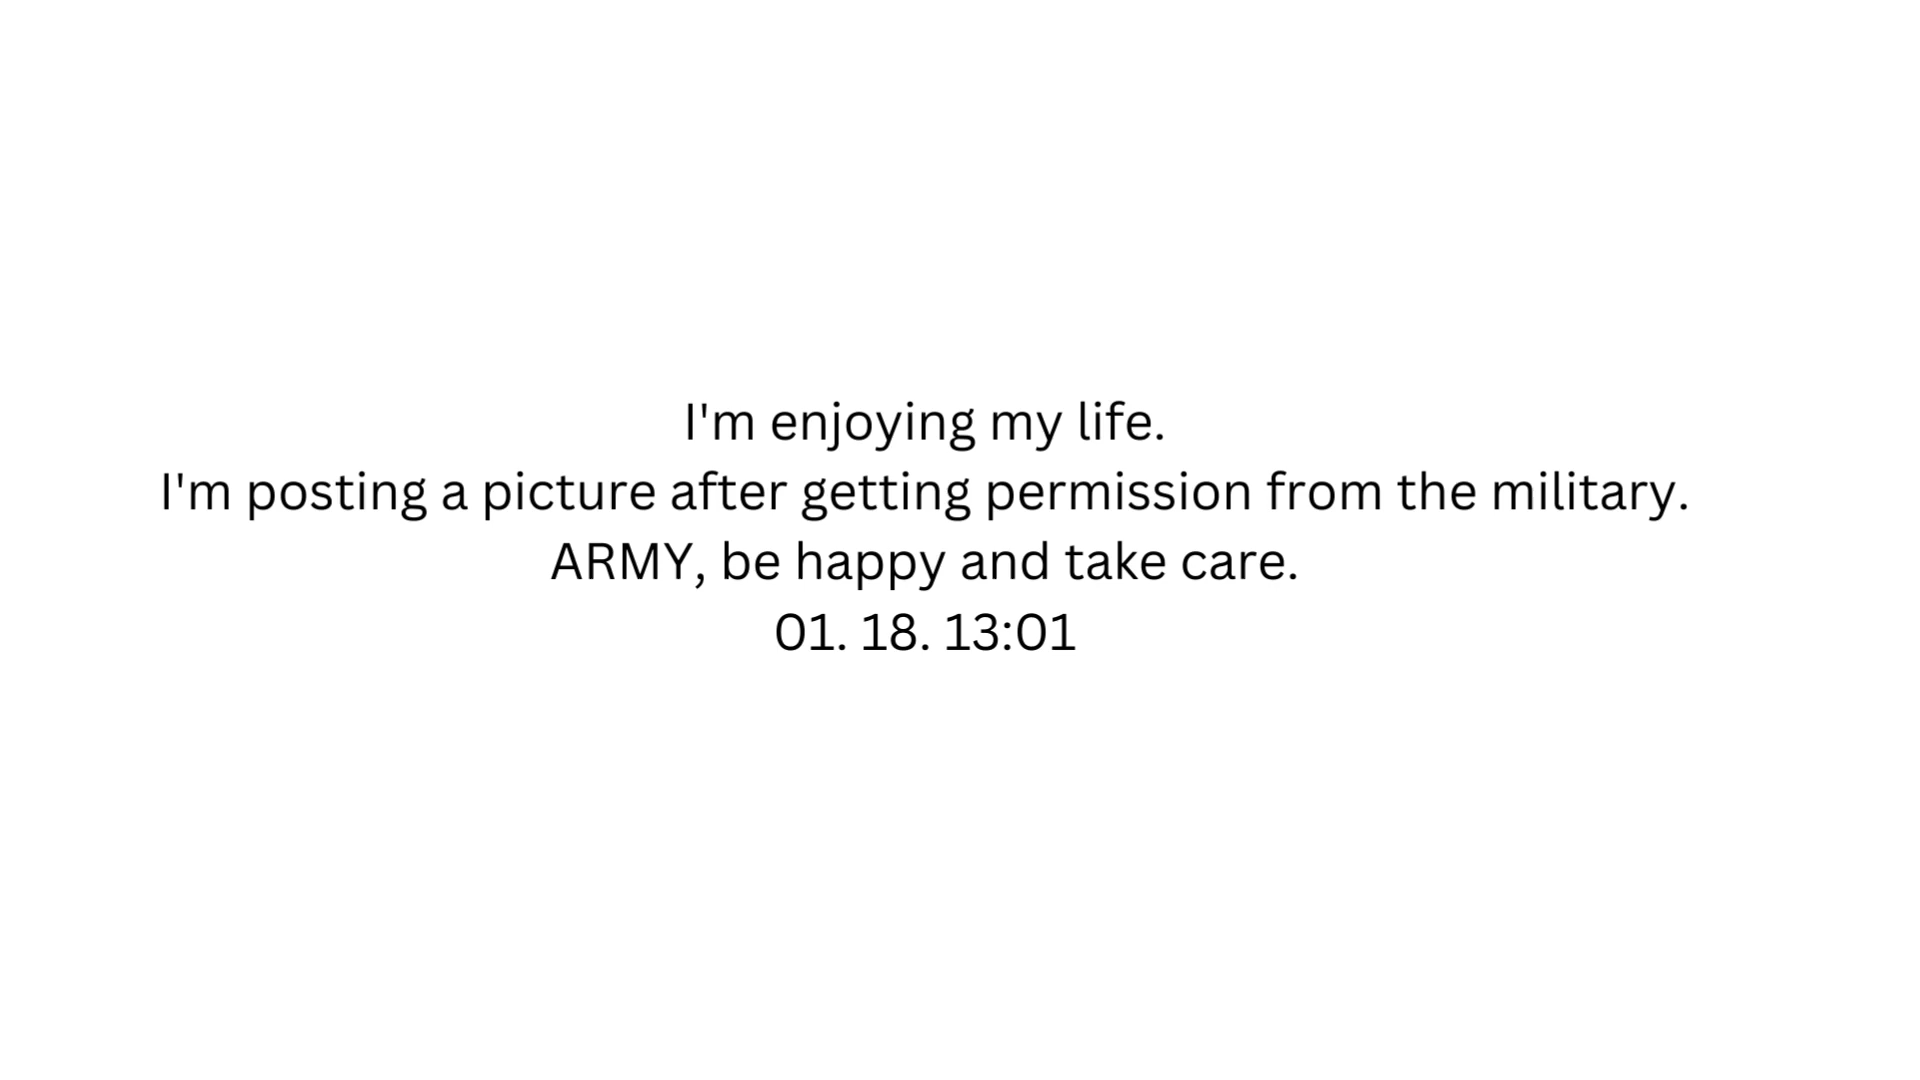 I'm enjoying my life.
I'm posting a picture after getting permission from the military.
ARMY, be happy and take care.
01. 18. 13:01